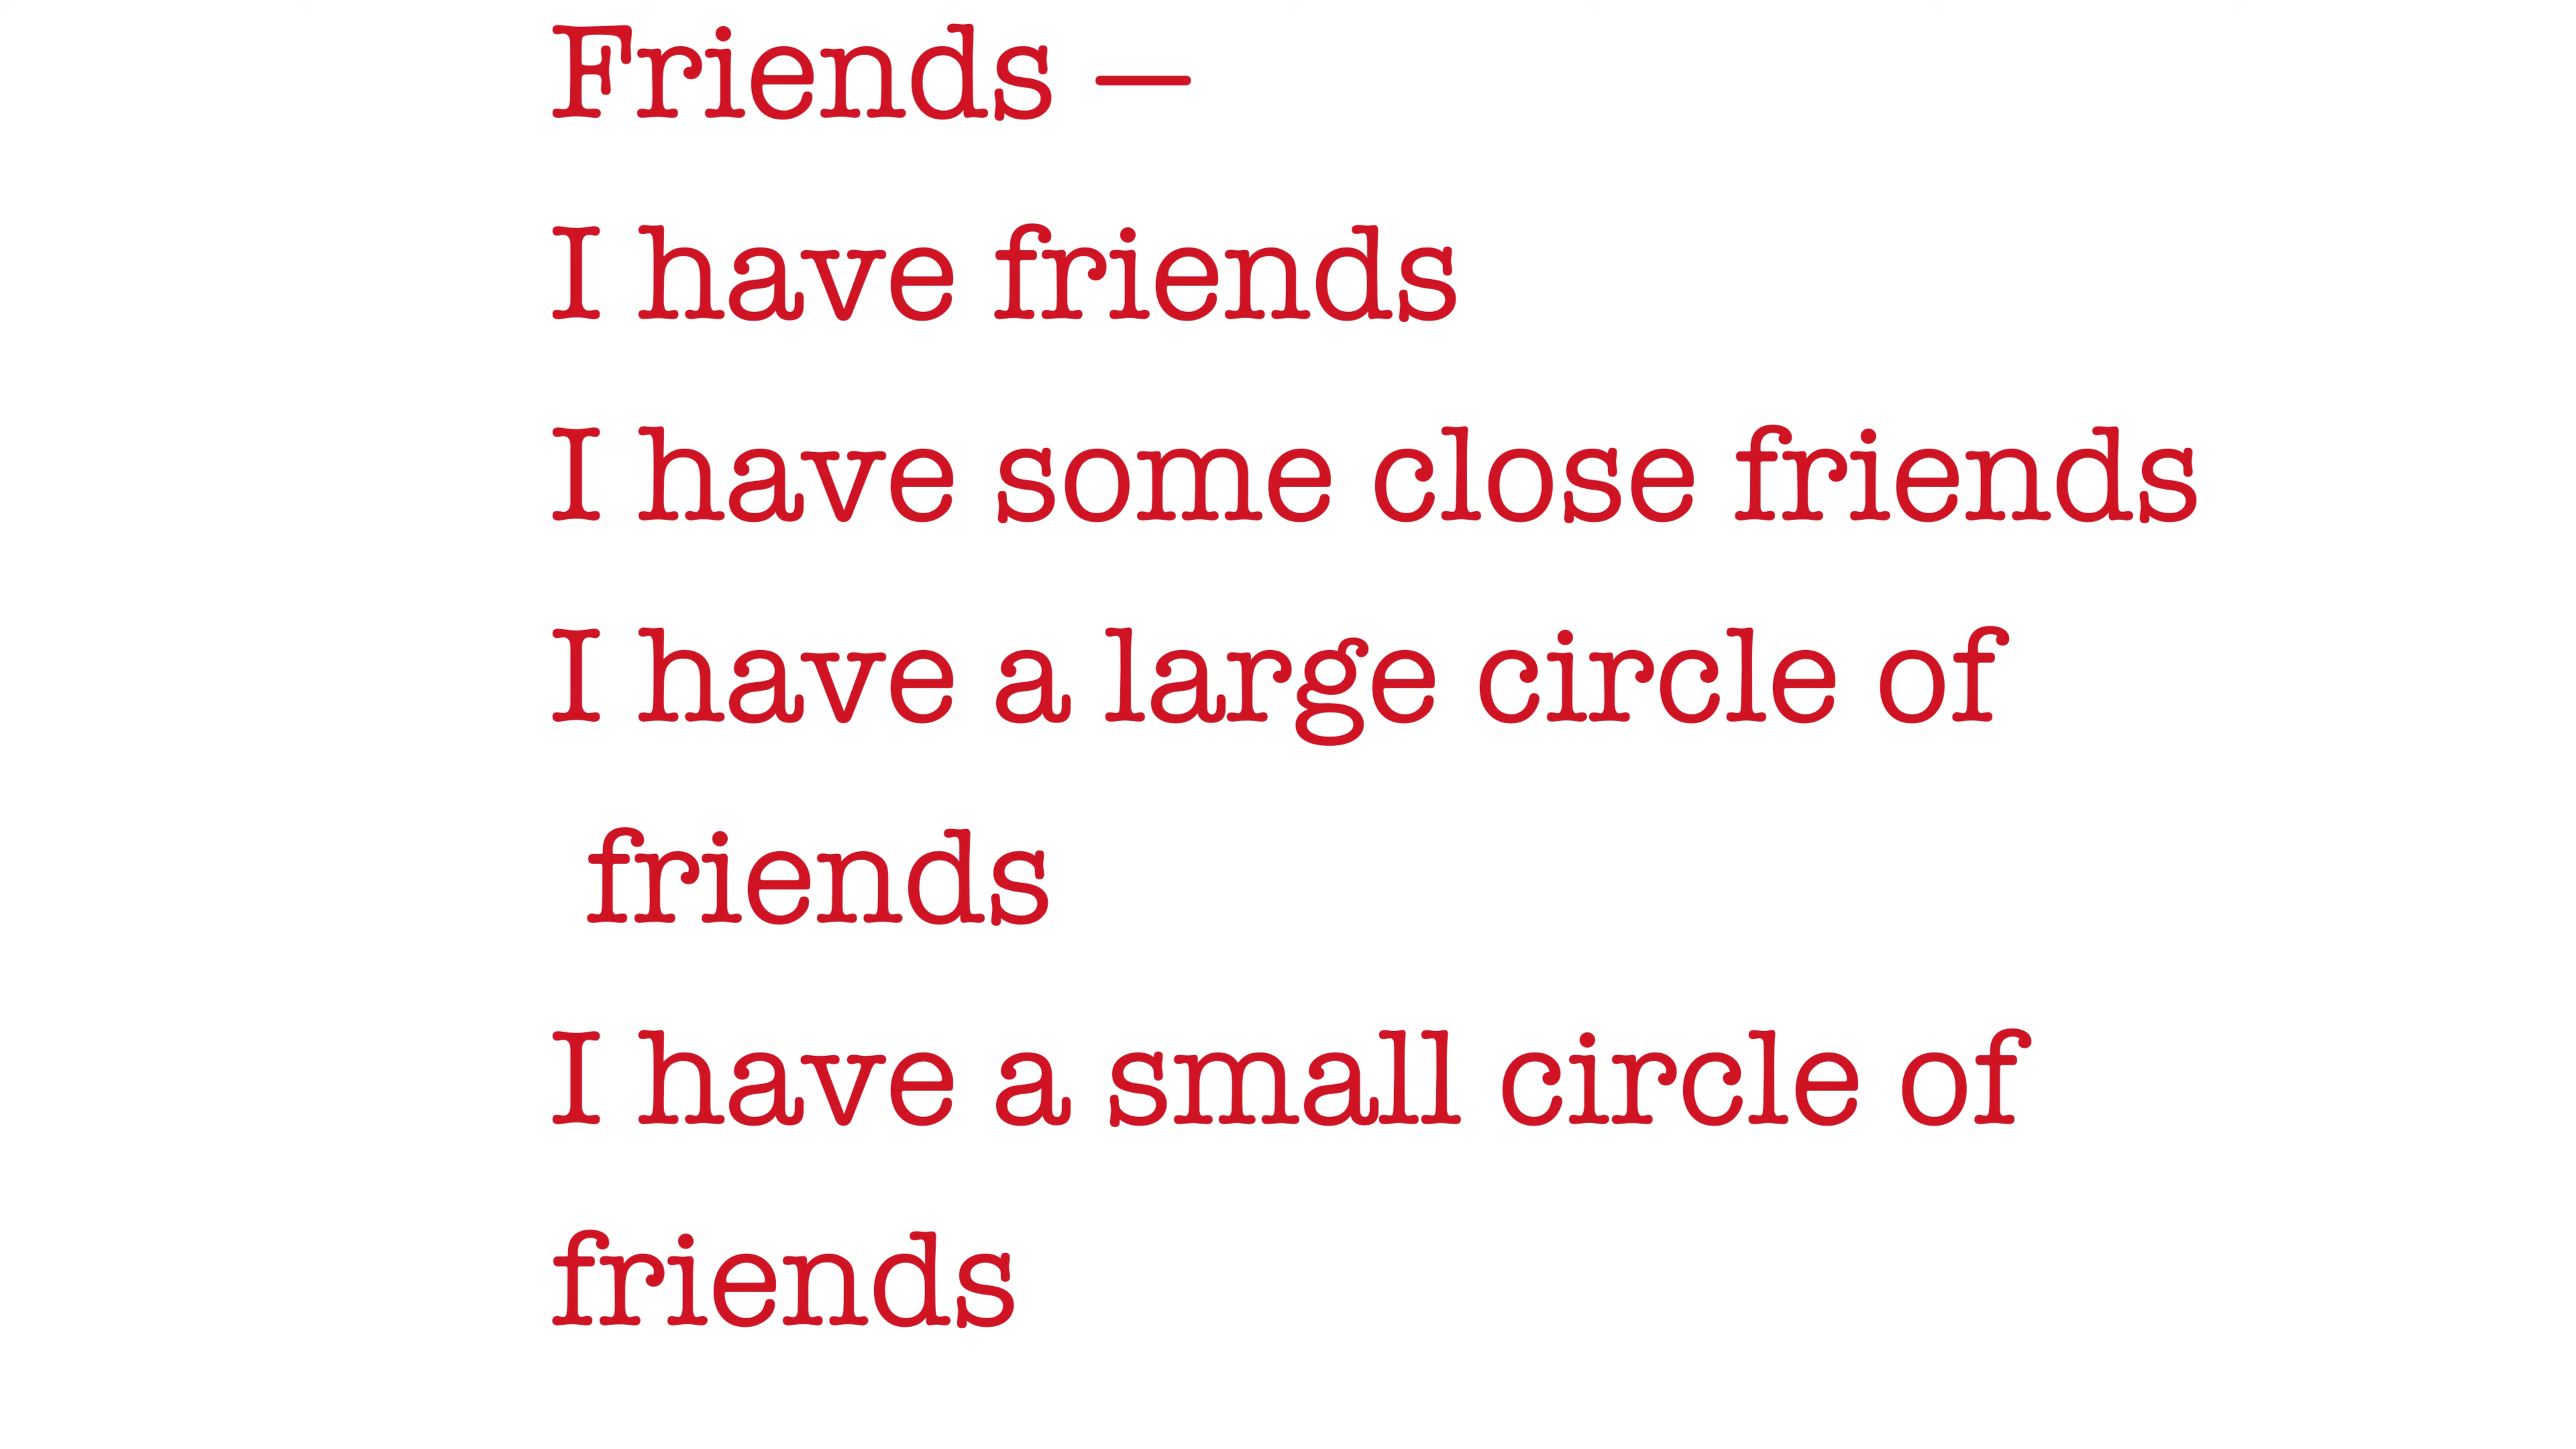 Friends —
I have friends
I have some close friends
I have a large circle of
friends
I have a small circle of
friends